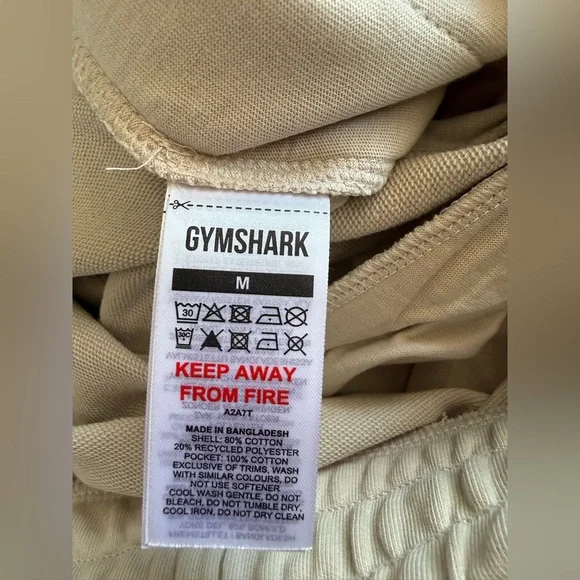 GYMSHARK
M
30
30C
KEEP AWAY
FROM FIRE
A2A7T
MADE IN BANGLADESH
SHELL: 80% COTTON
20% RECYCLED POLYESTER
POCKET: 100% COTTON
EXCLUSIVE OF TRIMS, WASH
WITH SIMILAR COLOURS, DO
NOT USE SOFTENER
COOL WASH GENTLE, DO NOT
BLEACH, DO NOT TUMBLE DRY,
COOL IRON, DO NOT DRY CLEAN